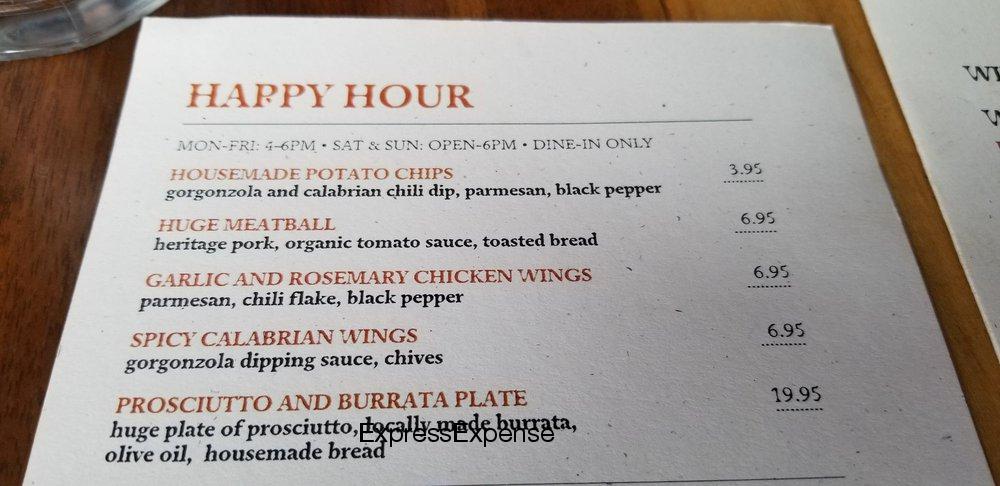 HAPPY HOUR
MON-FRI: 4-6PM • SAT & SUN: OPEN-6PM • DINE-IN ONLY
HOUSEMADE POTATO CHIPS 3.95
gorgonzola and calabrian chili dip, parmesan, black pepper
HUGE MEATBALL 6.95
heritage pork, organic tomato sauce, toasted bread
GARLIC AND ROSEMARY CHICKEN WINGS 6.95
parmesan, chili flake, black pepper
SPICY CALABRIAN WINGS 6.95
gorgonzola dipping sauce, chives
PROSCIUTTO AND BURRATA PLATE 19.95
huge plate of prosciutto, locally made burrata,
ExpressExpense
olive oil, housemade bread